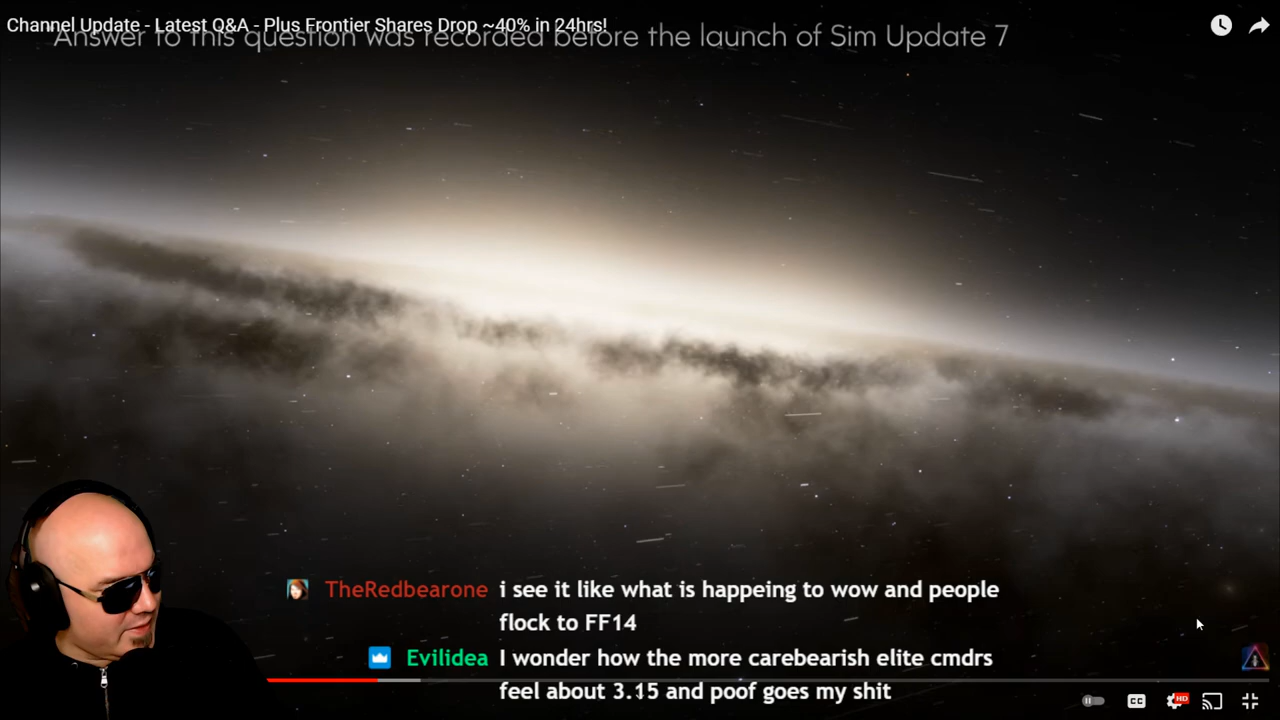 Channel Update - Latest Q&A - Plus Frontier Shares Drop ~40% in 24hrs!
*Answer to this question was recorded before the launch of Sim Update 7
TheRedbearone i see it like what is happeing to wow and people
flock to FF14
Evilidea I wonder how the more carebearish elite cmdrs
feel about 3.15 and poof goes my shit
CC HD